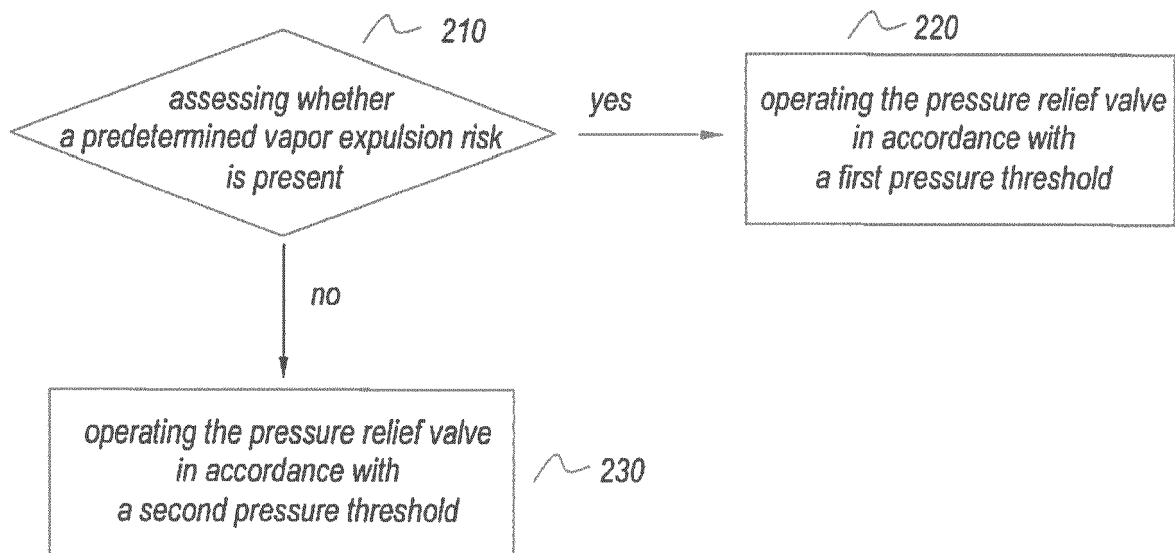 210
assessing whether
a predetermined vapor expulsion risk
is present
yes
220
operating the pressure relief valve
in accordance with
a first pressure threshold
no
operating the pressure relief valve
in accordance with
a second pressure threshold
230